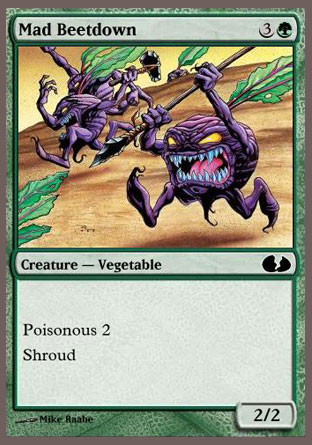 Mad Beetdown 3
Creature — Vegetable
Poisonous 2
Shroud
Mike Raabe
2/2